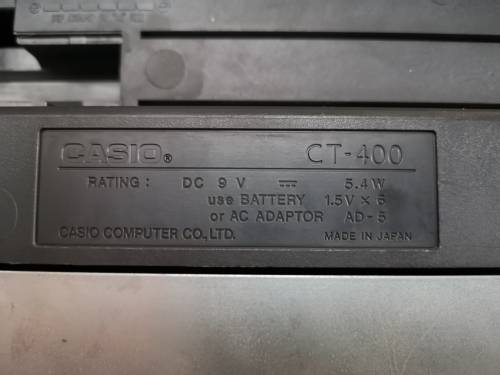 CASIO® CT-400
RATING : DC 9 V ⎓ 5.4W
use BATTERY 1.5V × 6
or AC ADAPTOR AD-5
CASIO COMPUTER CO., LTD. MADE IN JAPAN